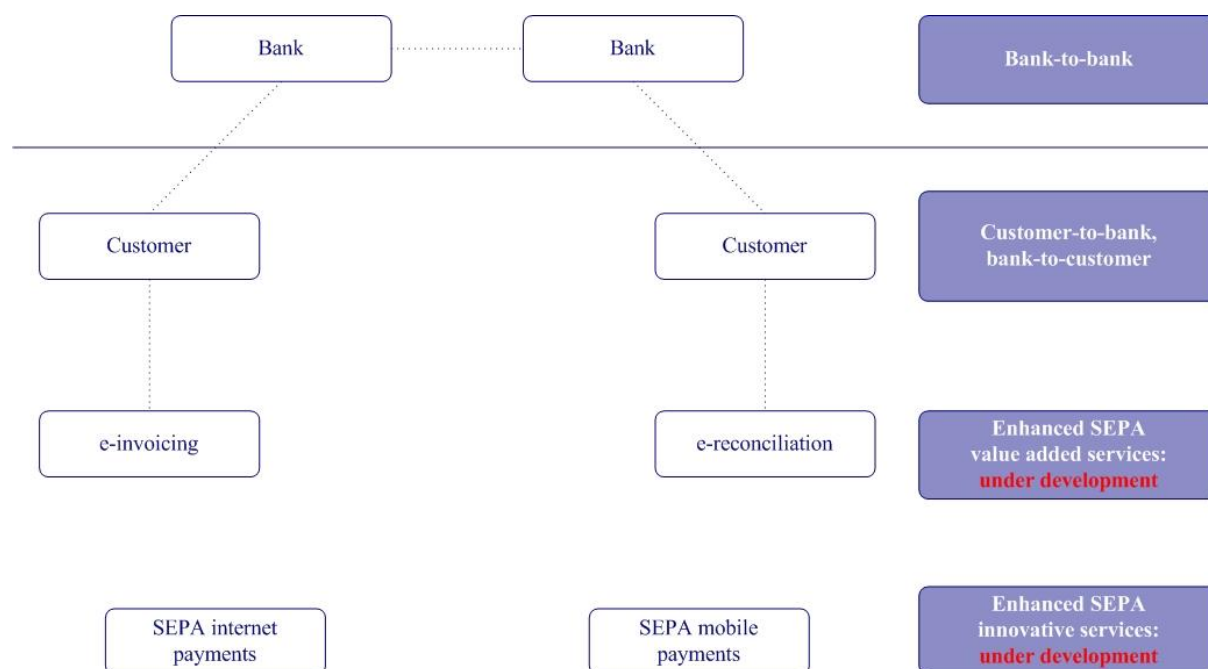 Bank
Bank
Bank-to-bank
Customer
Customer
Customer-to-bank,
bank-to-customer
e-invoicing
e-reconciliation
Enhanced SEPA
value added services:
under development
SEPA internet
payments
SEPA mobile
payments
Enhanced SEPA
innovative services:
under development